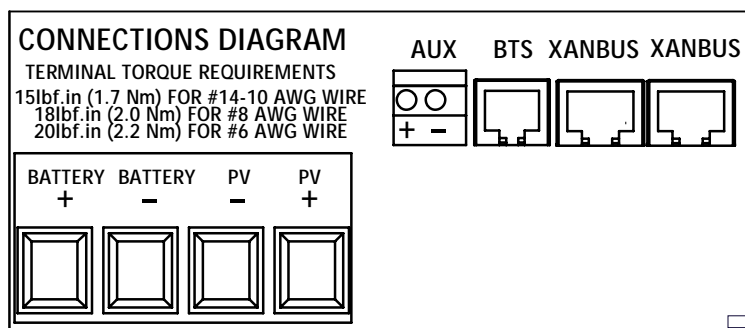 CONNECTIONS DIAGRAM
TERMINAL TORQUE REQUIREMENTS
15lbf.in (1.7 Nm) FOR #14-10 AWG WIRE
18lbf.in (2.0 Nm) FOR #8 AWG WIRE
20lbf.in (2.2 Nm) FOR #6 AWG WIRE
BATTERY BATTERY PV PV
+ − − +
AUX BTS XANBUS XANBUS
+ −